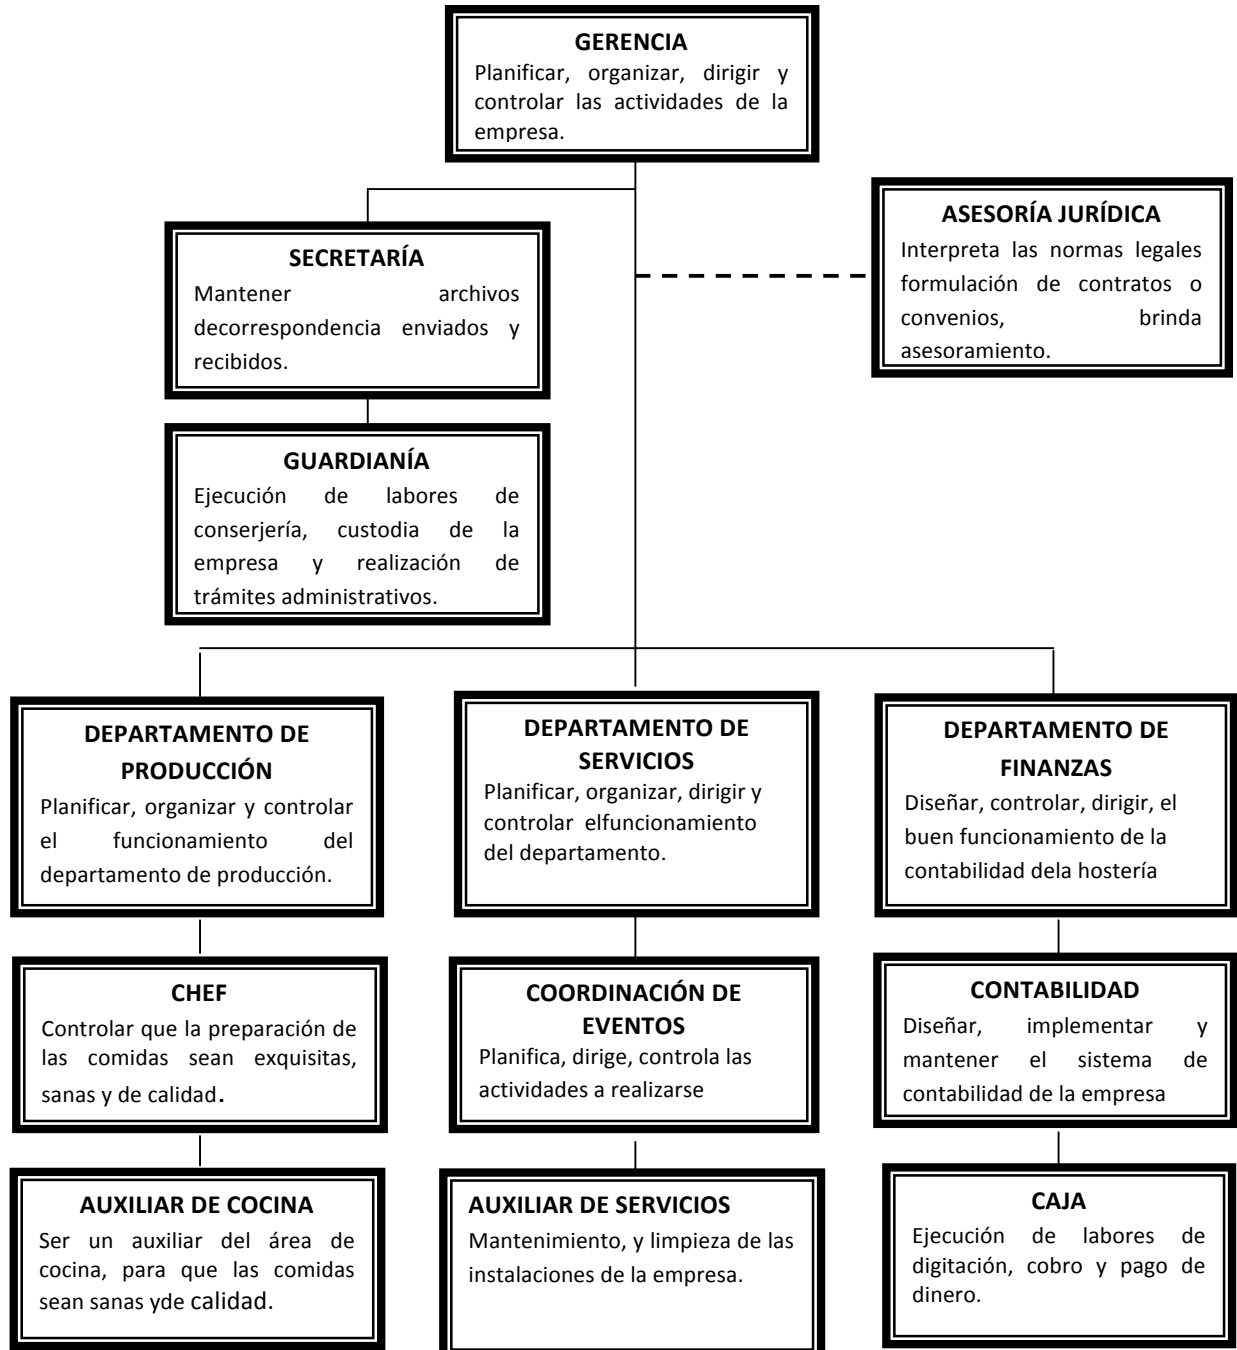 GERENCIA
Planificar, organizar, dirigir y
controlar las actividades de la
empresa.
ASESORÍA JURÍDICA
Interpreta las normas legales
formulación de contratos o
convenios, brinda
asesoramiento.
SECRETARÍA
Mantener archivos
decorrespondencia enviados y
recibidos.
GUARDIANÍA
Ejecución de labores de
conserjería, custodia de la
empresa y realización de
trámites administrativos.
DEPARTAMENTO DE
PRODUCCIÓN
Planificar, organizar y controlar
el funcionamiento del
departamento de producción.
DEPARTAMENTO DE
SERVICIOS
Planificar, organizar, dirigir y
controlar elfuncionamiento
del departamento.
DEPARTAMENTO DE
FINANZAS
Diseñar, controlar, dirigir, el
buen funcionamiento de la
contabilidad dela hostería
CHEF
Controlar que la preparación de
las comidas sean exquisitas,
sanas y de calidad.
COORDINACIÓN DE
EVENTOS
Planifica, dirige, controla las
actividades a realizarse
CONTABILIDAD
Diseñar, implementar y
mantener el sistema de
contabilidad de la empresa
AUXILIAR DE COCINA
Ser un auxiliar del área de
cocina, para que las comidas
sean sanas yde calidad.
AUXILIAR DE SERVICIOS
Mantenimiento, y limpieza de las
instalaciones de la empresa.
CAJA
Ejecución de labores de
digitación, cobro y pago de
dinero.